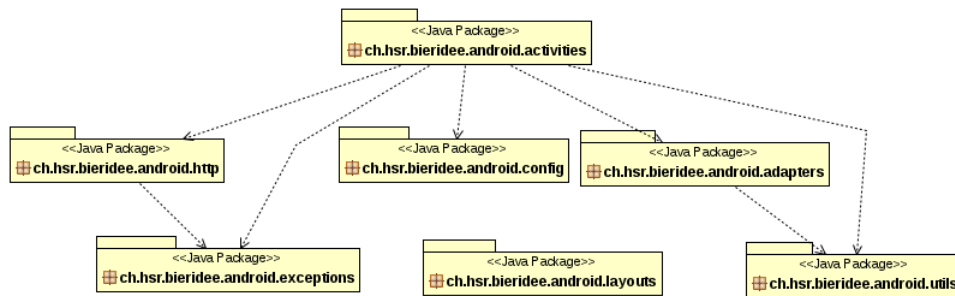 <<Java Package>>
ch.hsr.bieridee.android.activities
<<Java Package>>
ch.hsr.bieridee.android.http
<<Java Package>>
ch.hsr.bieridee.android.config
<<Java Package>>
ch.hsr.bieridee.android.adapters
<<Java Package>>
ch.hsr.bieridee.android.exceptions
<<Java Package>>
ch.hsr.bieridee.android.layouts
<<Java Package>>
ch.hsr.bieridee.android.utils